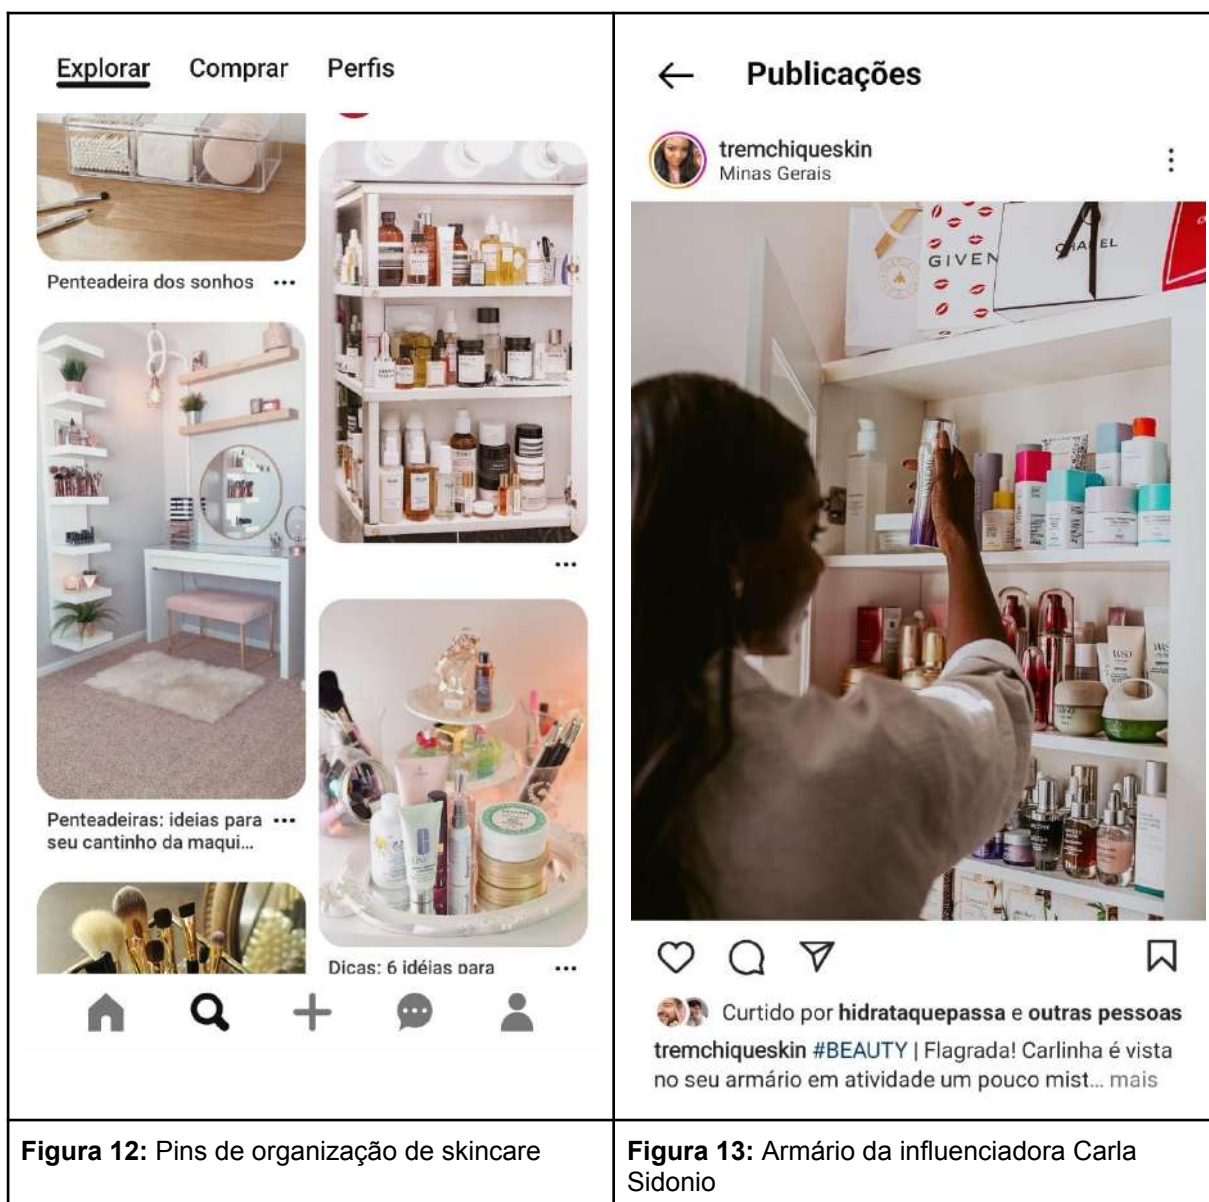 Explorar Comprar Perfis
Penteadeira dos sonhos
Penteadeiras: ideias para
seu cantinho da maqui...
Dicas: 6 idéias para
Figura 12: Pins de organização de skincare
Publicações
tremchiqueskin
Minas Gerais
GIVEN
CHANEL
Curtido por hidrataquepassa e outras pessoas
tremchiqueskin #BEAUTY | Flagrada! Carlinha é vista
no seu armário em atividade um pouco mist... mais
Figura 13: Armário da influenciadora Carla
Sidonio